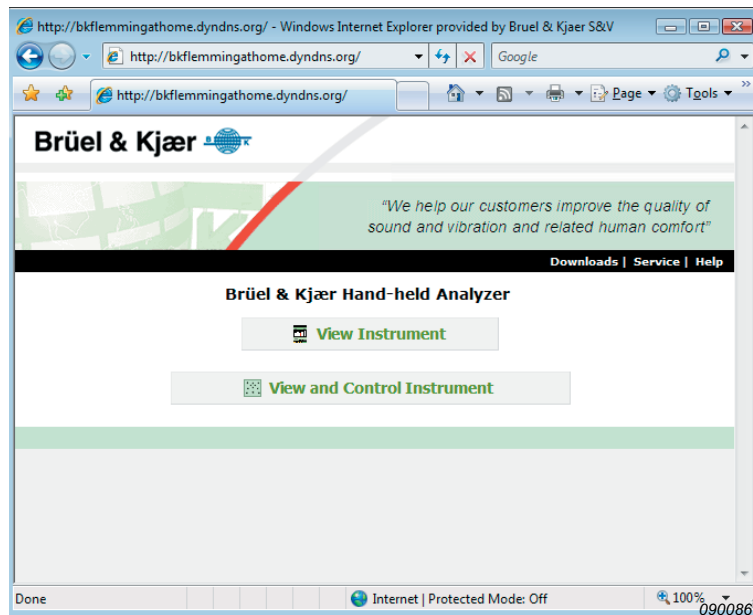 http://bkflemmingathome.dyndns.org/ - Windows Internet Explorer provided by Bruel & Kjaer S&V
http://bkflemmingathome.dyndns.org/
Google
http://bkflemmingathome.dyndns.org/
Page
Tools
Brüel & Kjær
B K
"We help our customers improve the quality of
sound and vibration and related human comfort"
Downloads | Service | Help
Brüel & Kjær Hand-held Analyzer
View Instrument
View and Control Instrument
Done
Internet | Protected Mode: Off
100%
090086